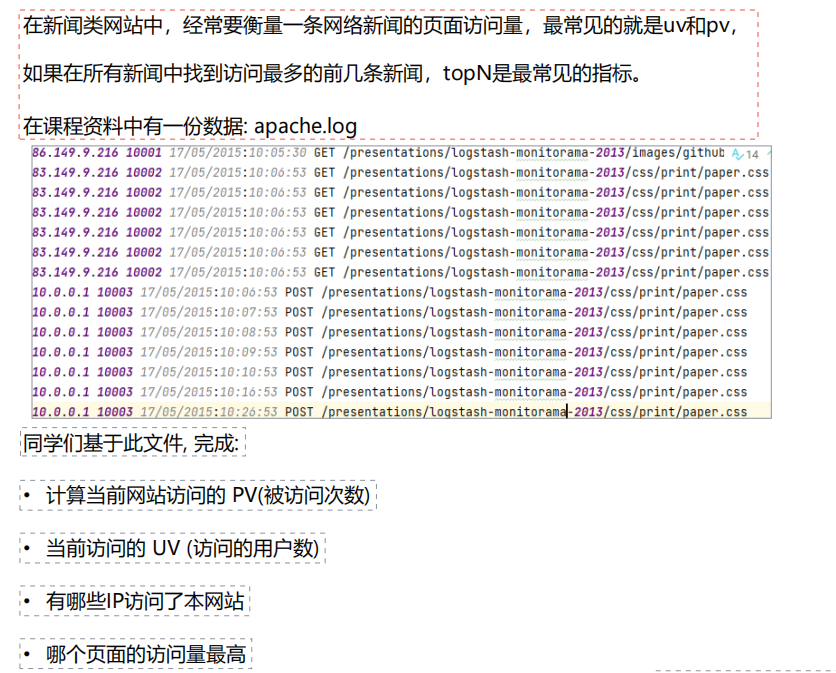 在新闻类网站中，经常要衡量一条网络新闻的页面访问量，最常见的就是uv和pv，
如果在所有新闻中找到访问最多的前几条新闻，topN是最常见的指标。
在课程资料中有一份数据: apache.log
86.149.9.216 10001 17/05/2015:10:05:30 GET /presentations/logstash-monitorama-2013/images/github 14
83.149.9.216 10002 17/05/2015:10:06:53 GET /presentations/logstash-monitorama-2013/css/print/paper.css
83.149.9.216 10002 17/05/2015:10:06:53 GET /presentations/logstash-monitorama-2013/css/print/paper.css
83.149.9.216 10002 17/05/2015:10:06:53 GET /presentations/logstash-monitorama-2013/css/print/paper.css
83.149.9.216 10002 17/05/2015:10:06:53 GET /presentations/logstash-monitorama-2013/css/print/paper.css
83.149.9.216 10002 17/05/2015:10:06:53 GET /presentations/logstash-monitorama-2013/css/print/paper.css
83.149.9.216 10002 17/05/2015:10:06:53 GET /presentations/logstash-monitorama-2013/css/print/paper.css
10.0.0.1 10003 17/05/2015:10:06:53 POST /presentations/logstash-monitorama-2013/css/print/paper.css
10.0.0.1 10003 17/05/2015:10:07:53 POST /presentations/logstash-monitorama-2013/css/print/paper.css
10.0.0.1 10003 17/05/2015:10:08:53 POST /presentations/logstash-monitorama-2013/css/print/paper.css
10.0.0.1 10003 17/05/2015:10:09:53 POST /presentations/logstash-monitorama-2013/css/print/paper.css
10.0.0.1 10003 17/05/2015:10:10:53 POST /presentations/logstash-monitorama-2013/css/print/paper.css
10.0.0.1 10003 17/05/2015:10:16:53 POST /presentations/logstash-monitorama-2013/css/print/paper.css
10.0.0.1 10003 17/05/2015:10:26:53 POST /presentations/logstash-monitorama-2013/css/print/paper.css
同学们基于此文件, 完成:
• 计算当前网站访问的 PV(被访问次数)
• 当前访问的 UV (访问的用户数)
• 有哪些IP访问了本网站
• 哪个页面的访问量最高